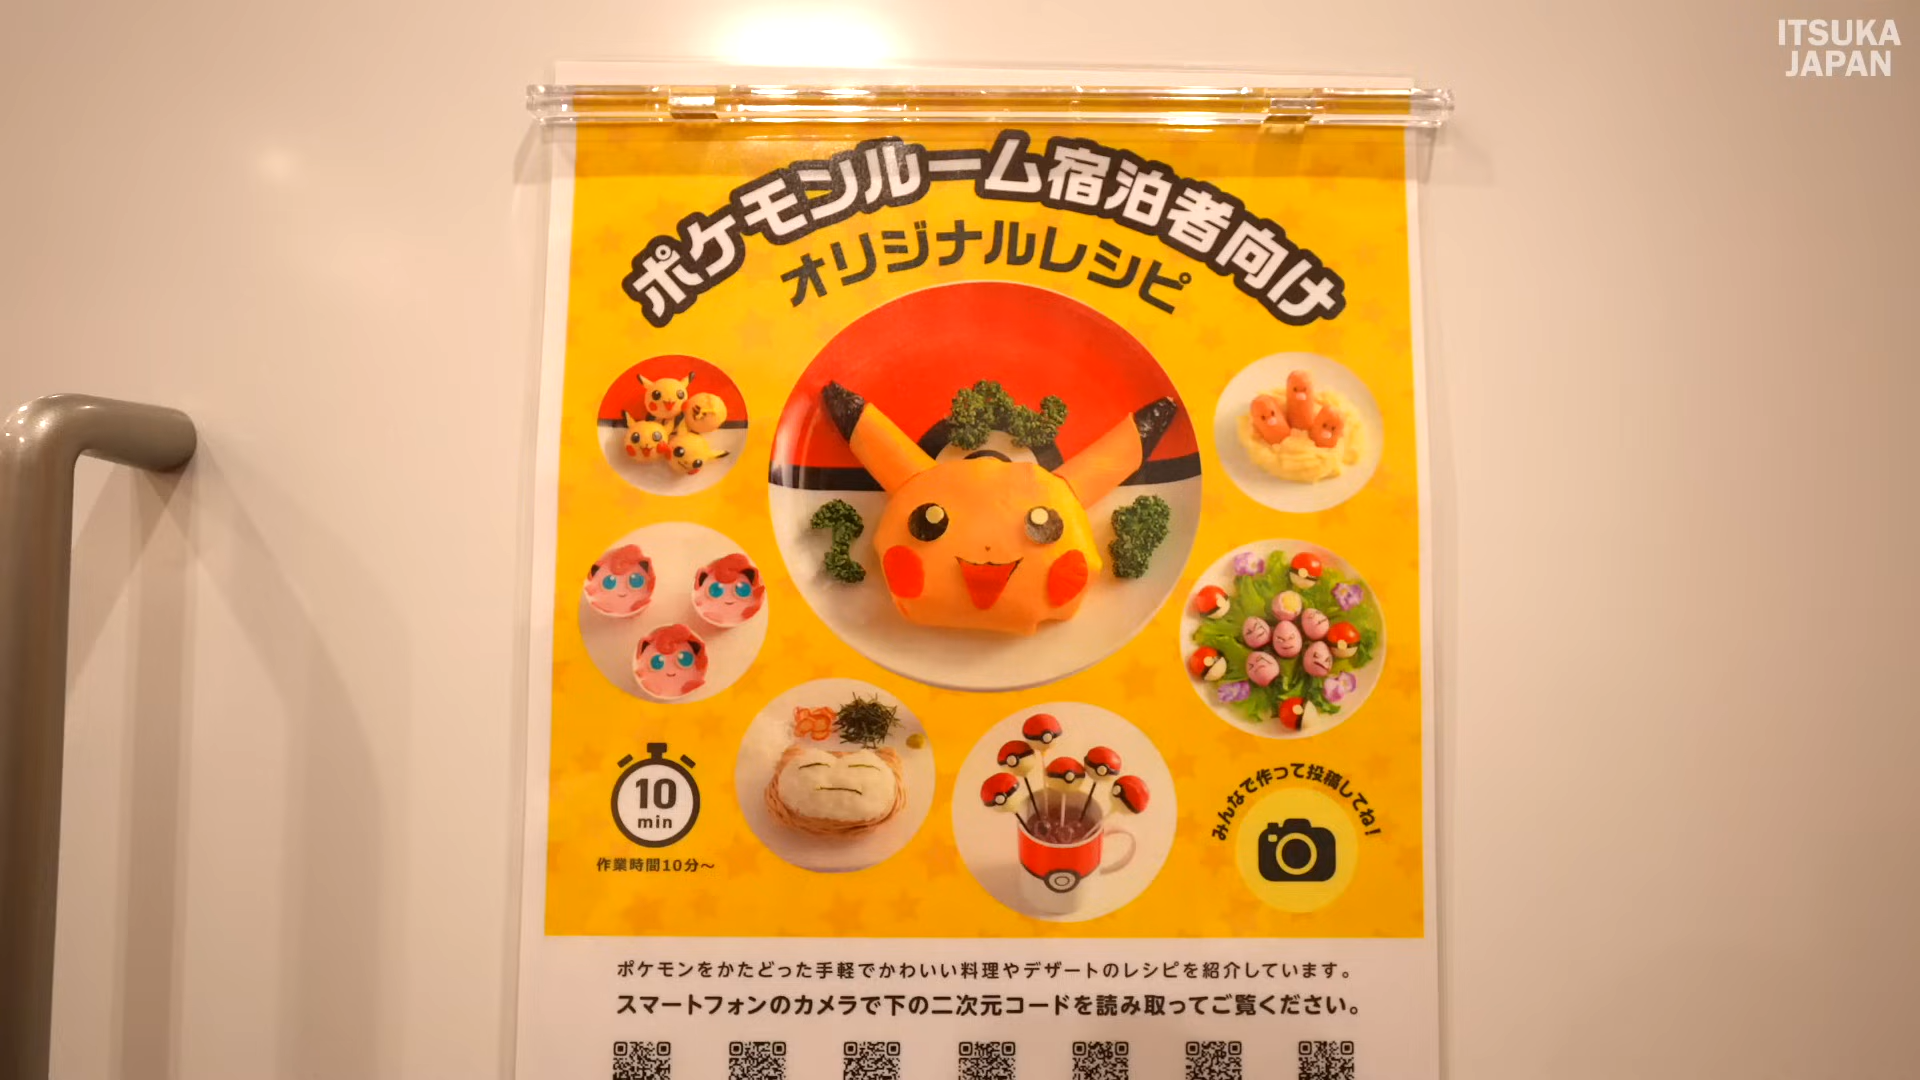 ITSUKA
JAPAN
ポケモンルーム宿泊者向け
オリジナルレシピ
10
min
作業時間10分～
みんなで作って投稿してね!
ポケモンをかたどった手軽でかわいい料理やデザートのレシピを紹介しています。
スマートフォンのカメラで下の二次元コードを読み取ってご覧ください。